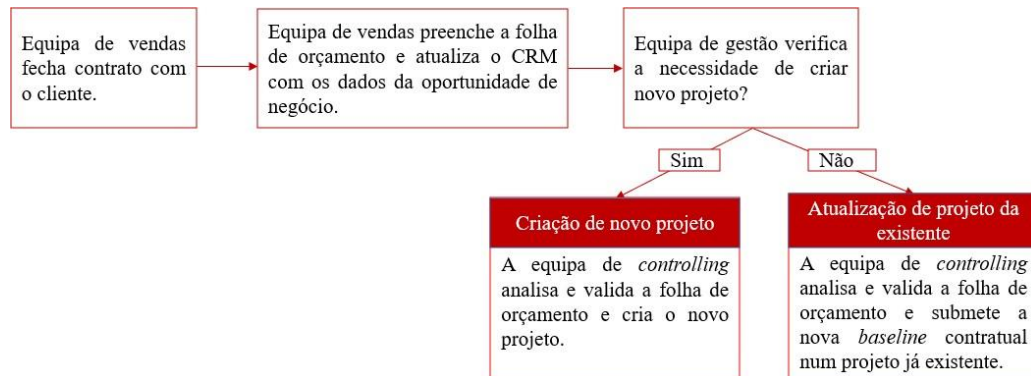 Equipa de vendas
fecha contrato com
o cliente.
Equipa de vendas preenche a folha
de orçamento e atualiza o CRM
com os dados da oportunidade de
negócio.
Equipa de gestão verifica
a necessidade de criar
novo projeto?
Sim
Não
Criação de novo projeto
A equipa de controlling
analisa e valida a folha de
orçamento e cria o novo
projeto.
Atualização de projeto da
existente
A equipa de controlling
analisa e valida a folha de
orçamento e submete a
nova baseline contratual
num projeto já existente.